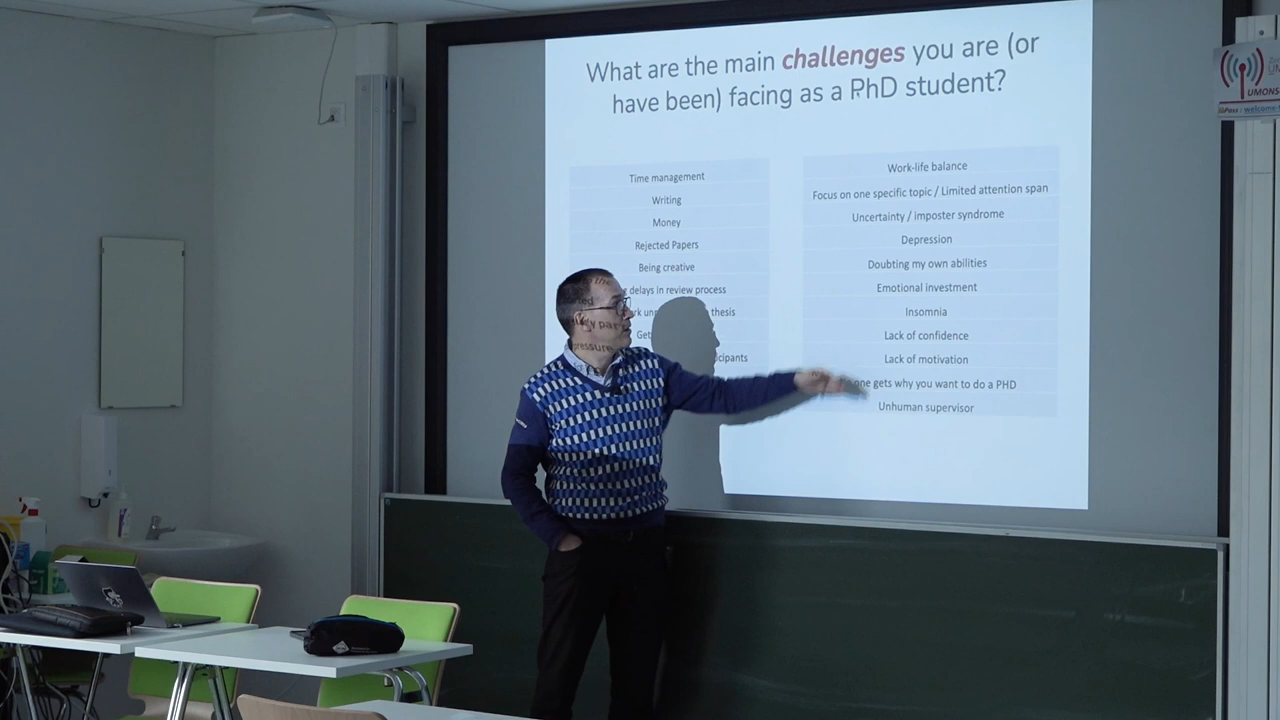 What are the main challenges you are (or
have been) facing as a PhD student?
Time management
Writing
Money
Rejected Papers
Being creative
delays in review process
thesis
Work-life balance
Focus on one specific topic / Limited attention span
Uncertainty / imposter syndrome
Depression
Doubting my own abilities
Emotional investment
Insomnia
Lack of confidence
Lack of motivation
gets why you want to do a PHD
Unhuman supervisor
pressure
UMONS